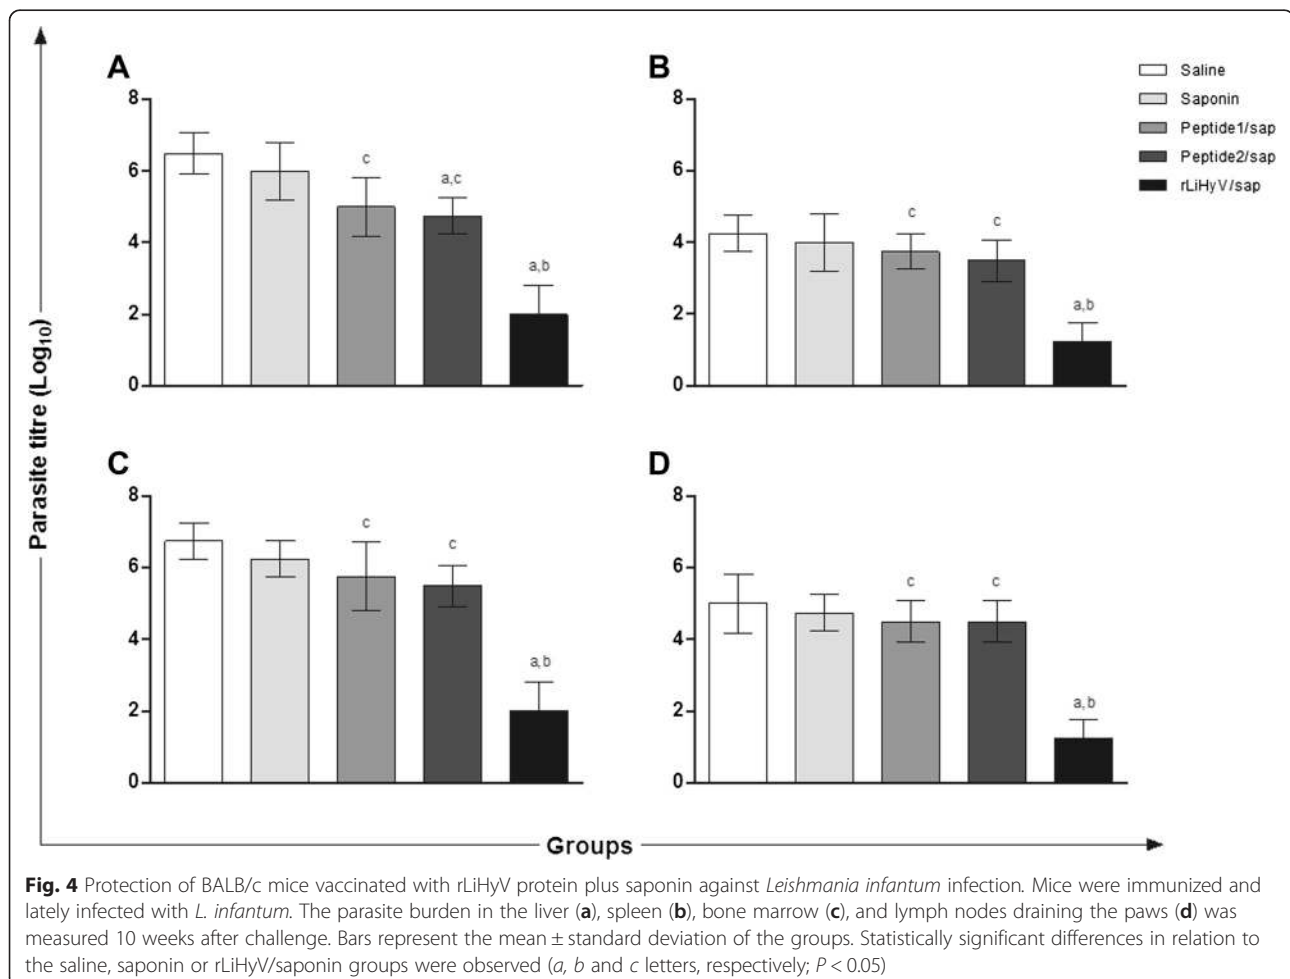 A
B
Saline
Saponin
Peptide1/sap
Peptide2/sap
rLiHyV/sap
8
6
4
2
0
c
a,c
a,b
8
6
4
2
0
c
c
a,b
Parasite titre (Log10)
C
D
8
6
4
2
0
c
c
a,b
8
6
4
2
0
c
c
a,b
Groups
Fig. 4 Protection of BALB/c mice vaccinated with rLiHyV protein plus saponin against Leishmania infantum infection. Mice were immunized and
lately infected with L. infantum. The parasite burden in the liver (a), spleen (b), bone marrow (c), and lymph nodes draining the paws (d) was
measured 10 weeks after challenge. Bars represent the mean ± standard deviation of the groups. Statistically significant differences in relation to
the saline, saponin or rLiHyV/saponin groups were observed (a, b and c letters, respectively; P < 0.05)